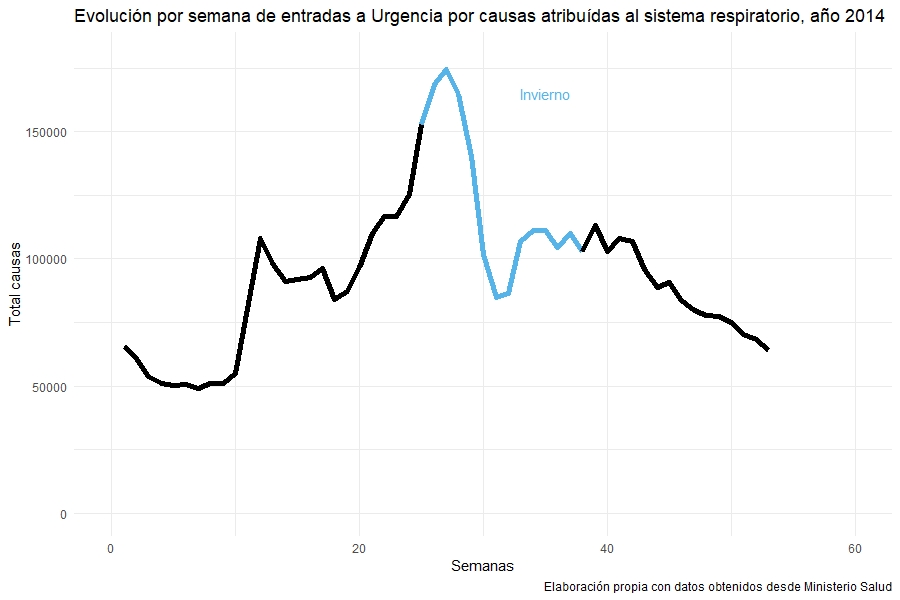 Evolución por semana de entradas a Urgencia por causas atribuídas al sistema respiratorio, año 2014
Invierno
150000
100000
50000
0
Total causas
0 20 40 60
Semanas
Elaboración propia con datos obtenidos desde Ministerio Salud